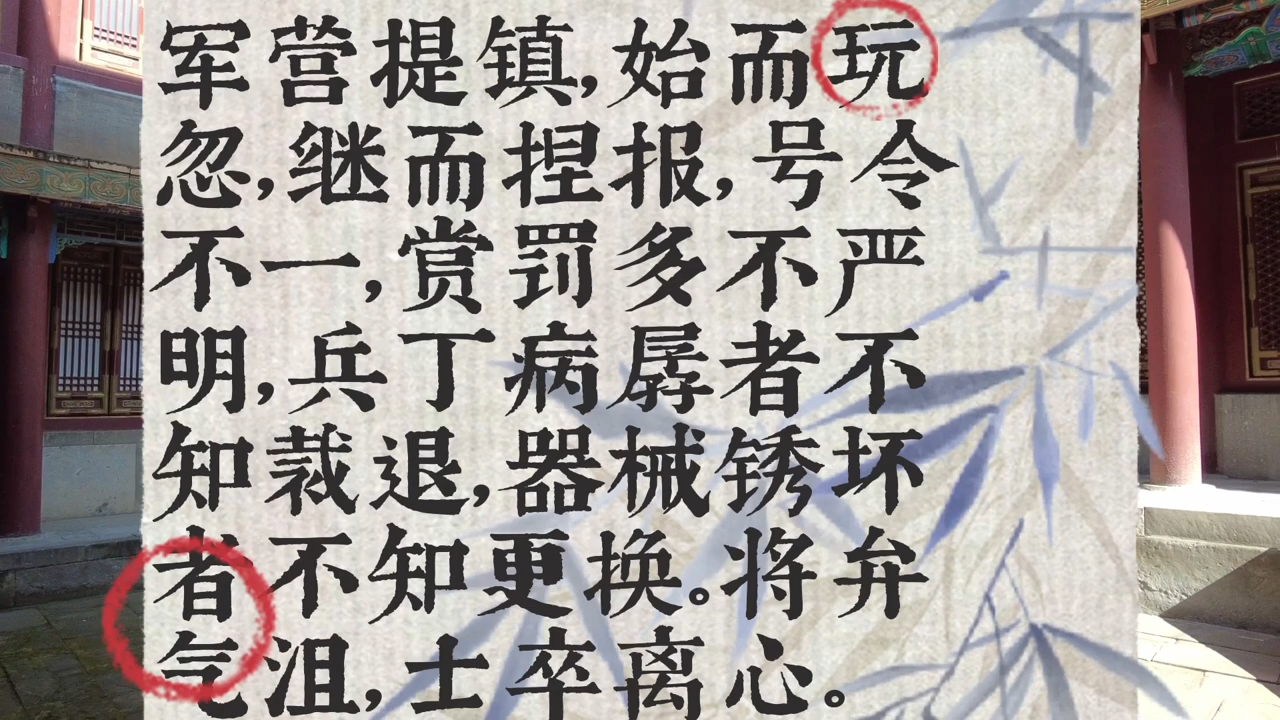 军营提镇,始而玩
忽,继而捏报,号令
不一,赏罚多不严
明,兵丁病孱者不
知裁退,器械锈坏
者不知更换。将弁
气沮,士卒离心。